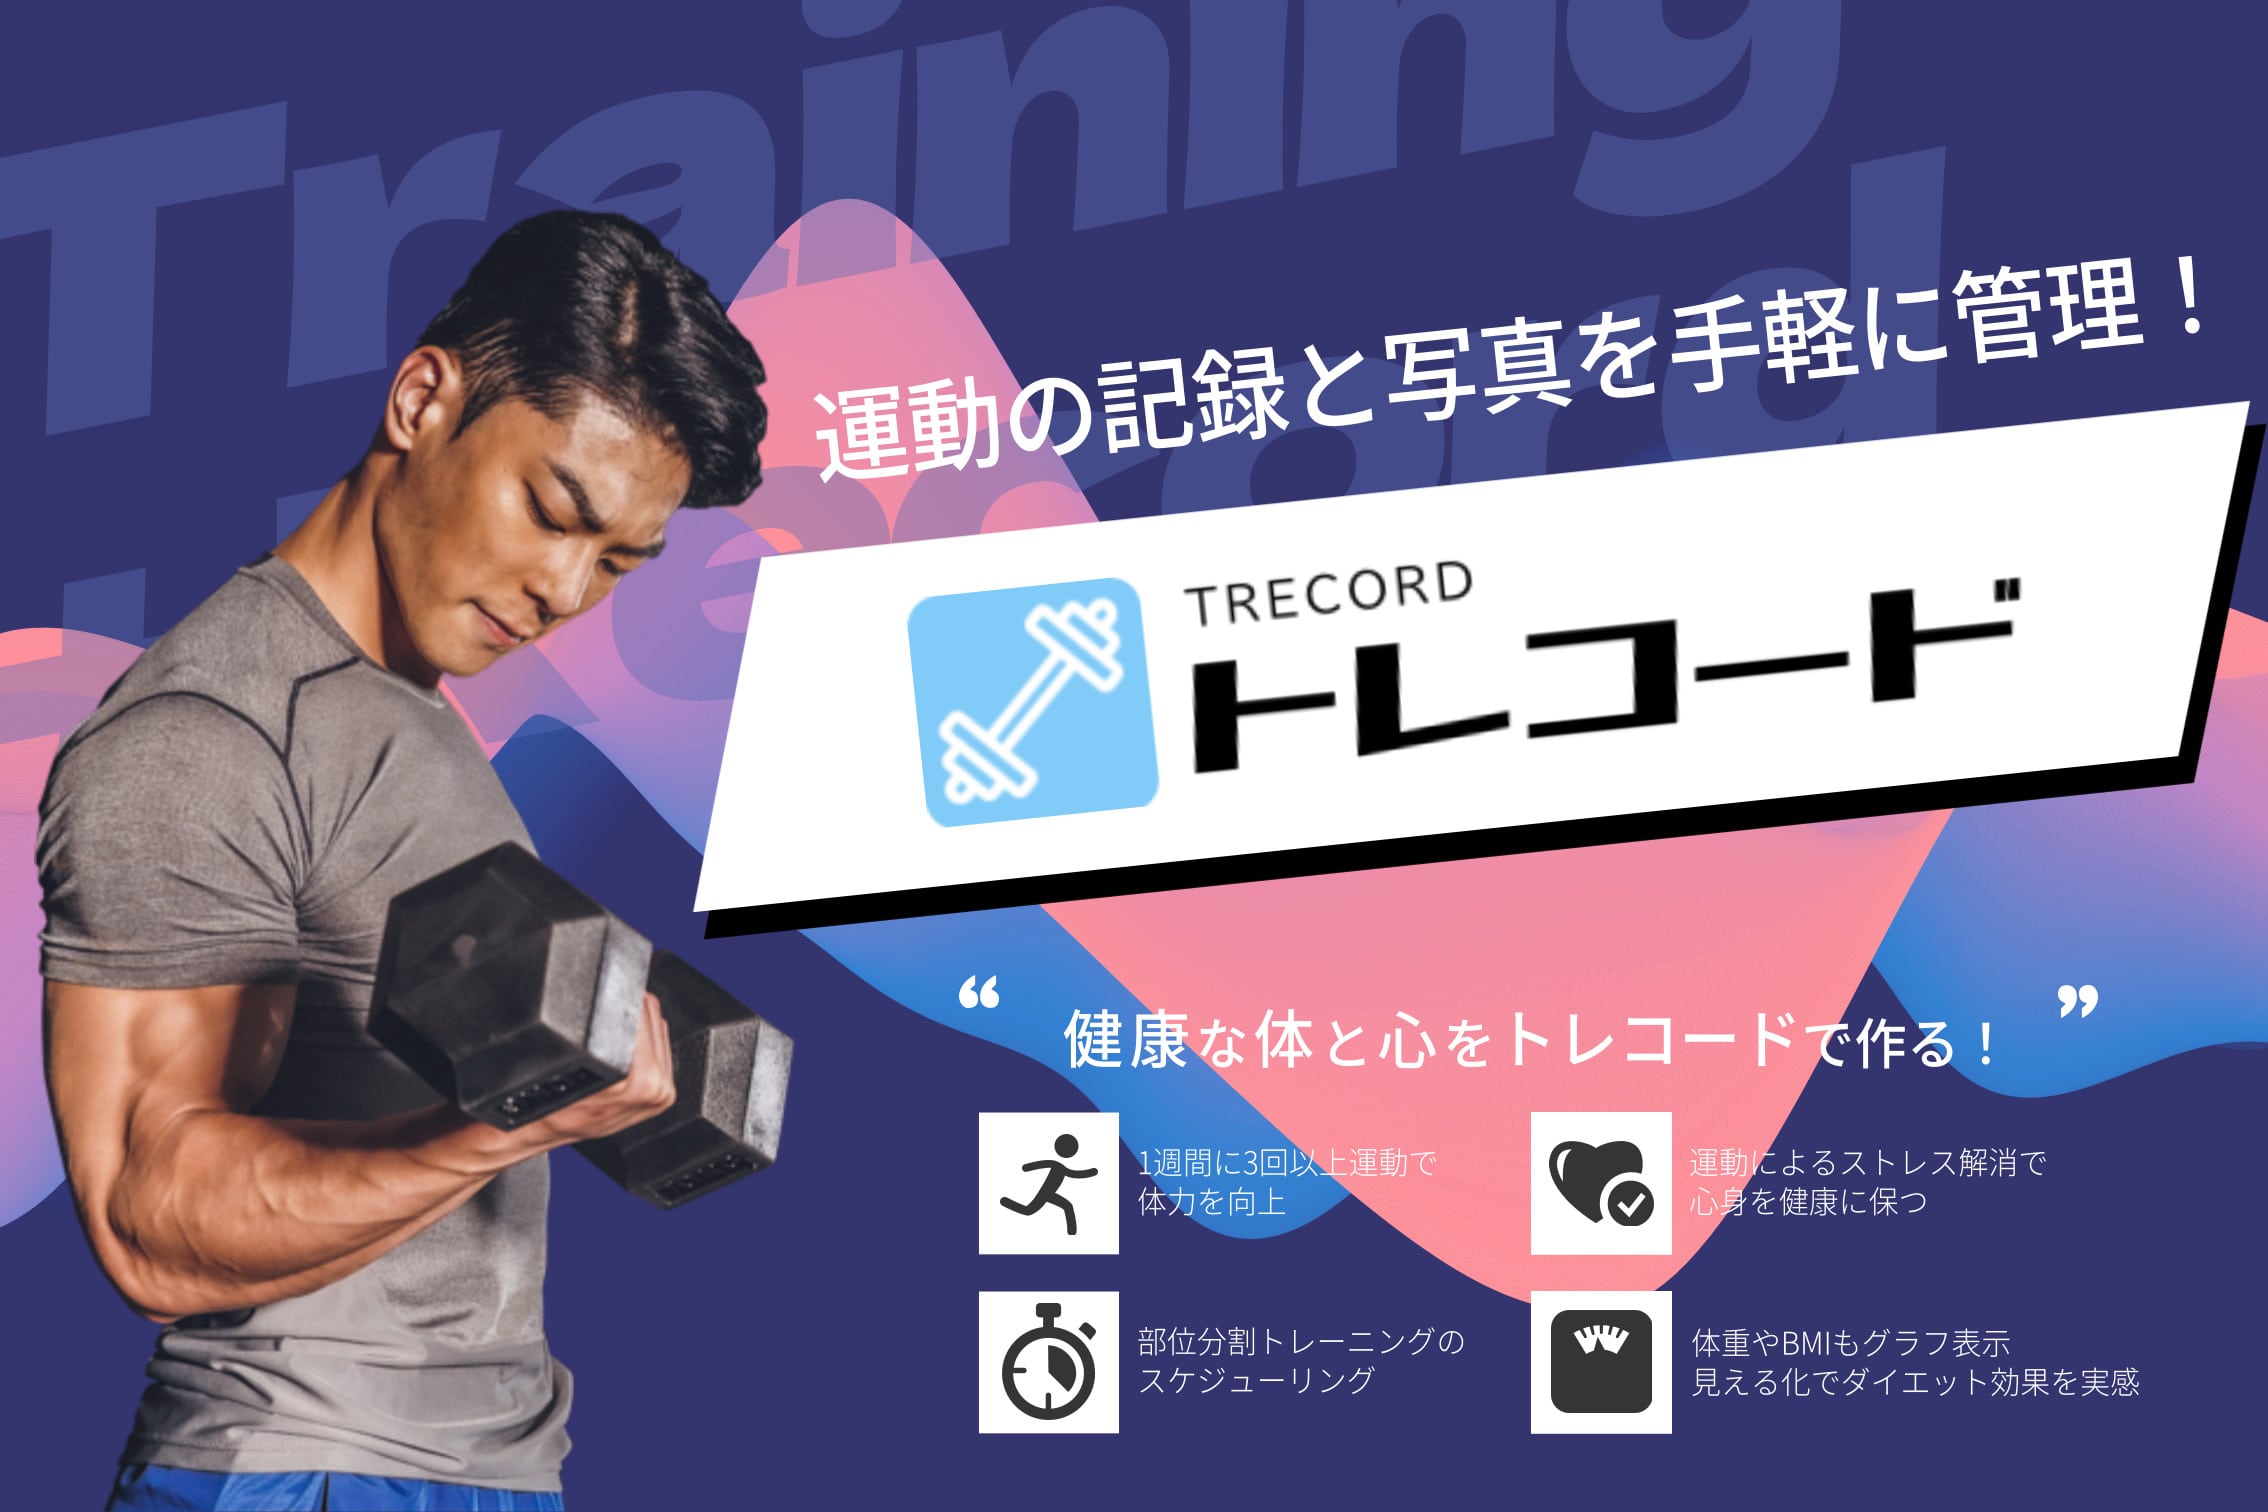 Training
Record
運動の記録と写真を手軽に管理！
TRECORD
トレコード
“健康な体と心をトレコードで作る！”
1週間に3回以上運動で
体力を向上
運動によるストレス解消で
心身を健康に保つ
部位分割トレーニングの
スケジューリング
体重やBMIもグラフ表示
見える化でダイエット効果を実感